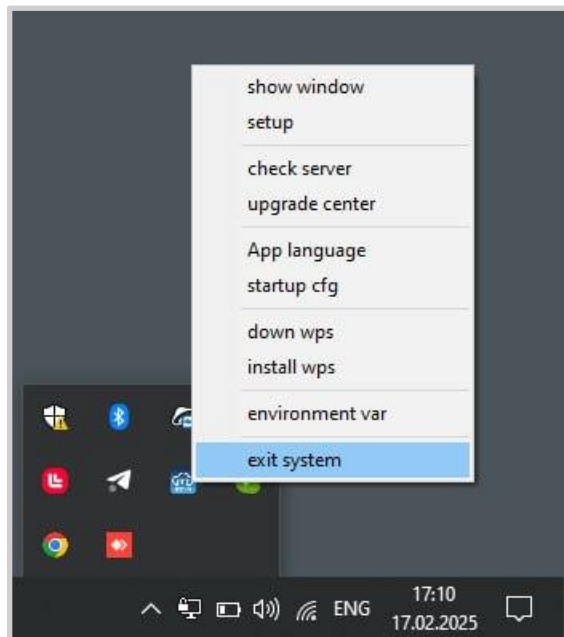 show window
setup
check server
upgrade center
App language
startup cfg
down wps
install wps
environment var
exit system
ENG
17:10
17.02.2025